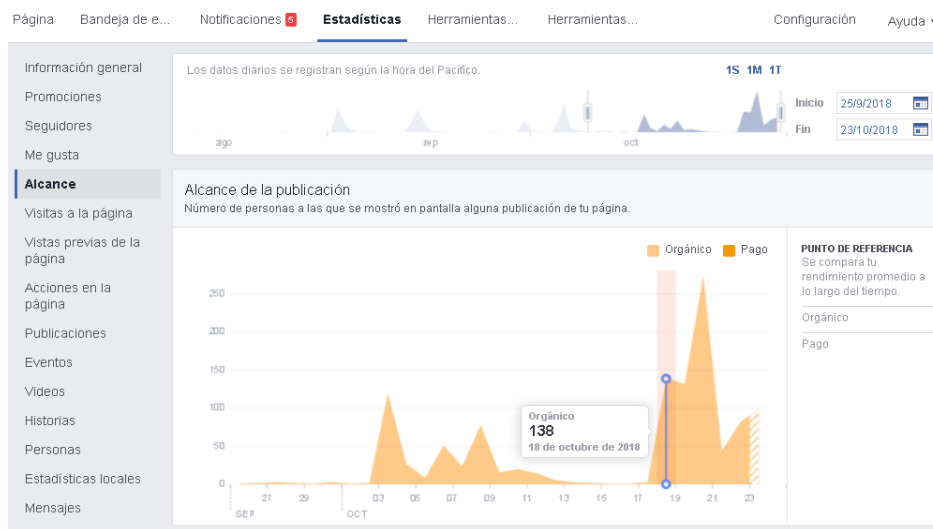 Página Bandeja de e... Notificaciones 6 Estadísticas Herramientas... Herramientas... Configuración Ayuda
Información general
Promociones
Seguidores
Me gusta
Alcance
Visitas a la página
Vistas previas de la
página
Acciones en la
página
Publicaciones
Eventos
Videos
Historias
Personas
Estadísticas locales
Mensajes
Los datos diarios se registran según la hora del Pacífico.
1S 1M 1T
ago sep oct
Inicio 25/9/2018
Fin 23/10/2018
Alcance de la publicación
Número de personas a las que se mostró en pantalla alguna publicación de tu página.
Orgánico Pago
250
200
150
100
50
0
Orgánico
138
18 de octubre de 2018
27 29 03 05 07 09 11 13 15 17 19 21 23
SEP OCT
PUNTO DE REFERENCIA
Se compara tu
rendimiento promedio a
lo largo del tiempo.
Orgánico
Pago